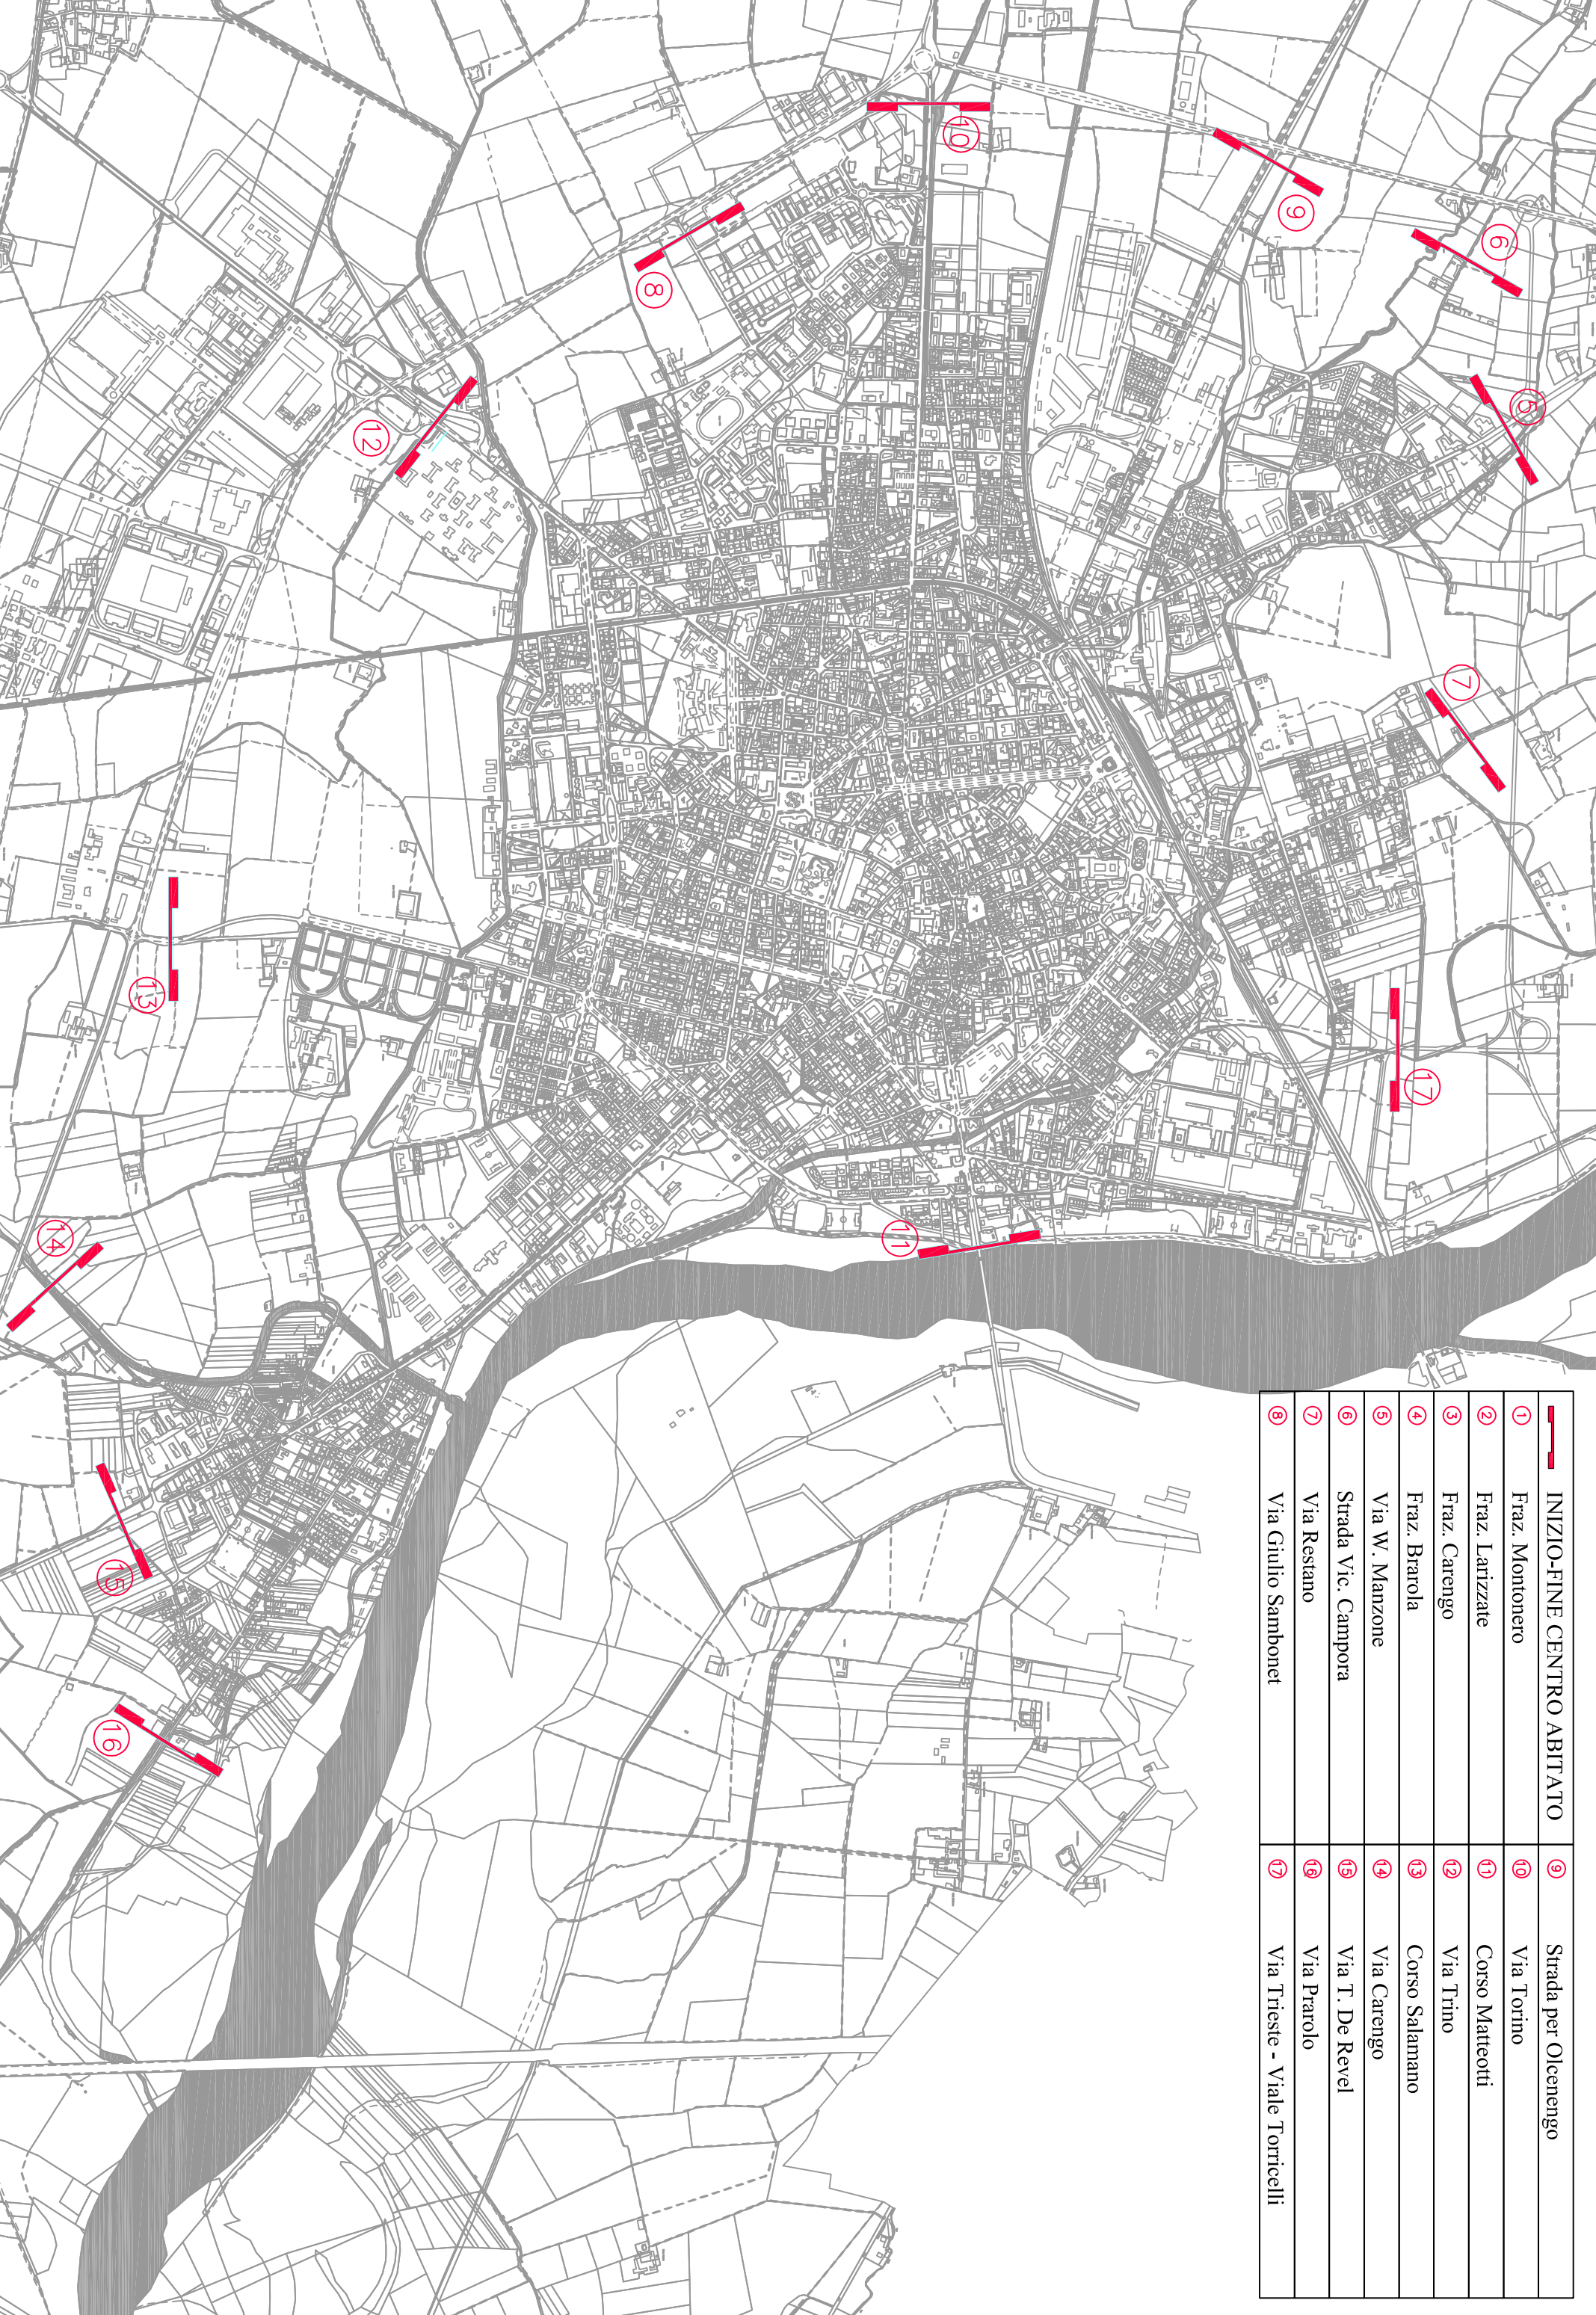 INIZIO-FINE CENTRO ABITATO
1 Fraz. Montonero
2 Fraz. Larizzate
3 Fraz. Carengo
4 Fraz. Brarola
5 Via W. Manzone
6 Strada Vic. Campora
7 Via Restano
8 Via Giulio Sambonet
9 Strada per Olcenengo
10 Via Torino
11 Corso Matteotti
12 Via Trino
13 Corso Salamano
14 Via Carengo
15 Via T. De Revel
16 Via Prarolo
17 Via Trieste - Viale Torricelli
17
7
5
6
9
10
8
12
11
13
14
15
16